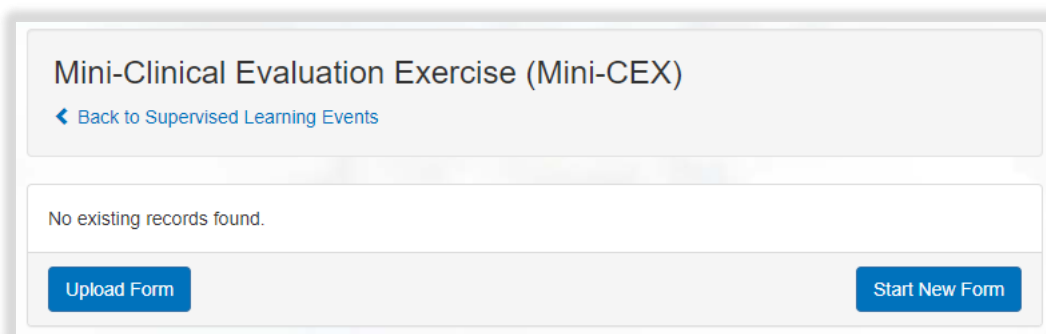 Mini-Clinical Evaluation Exercise (Mini-CEX)
Back to Supervised Learning Events
No existing records found.
Upload Form
Start New Form